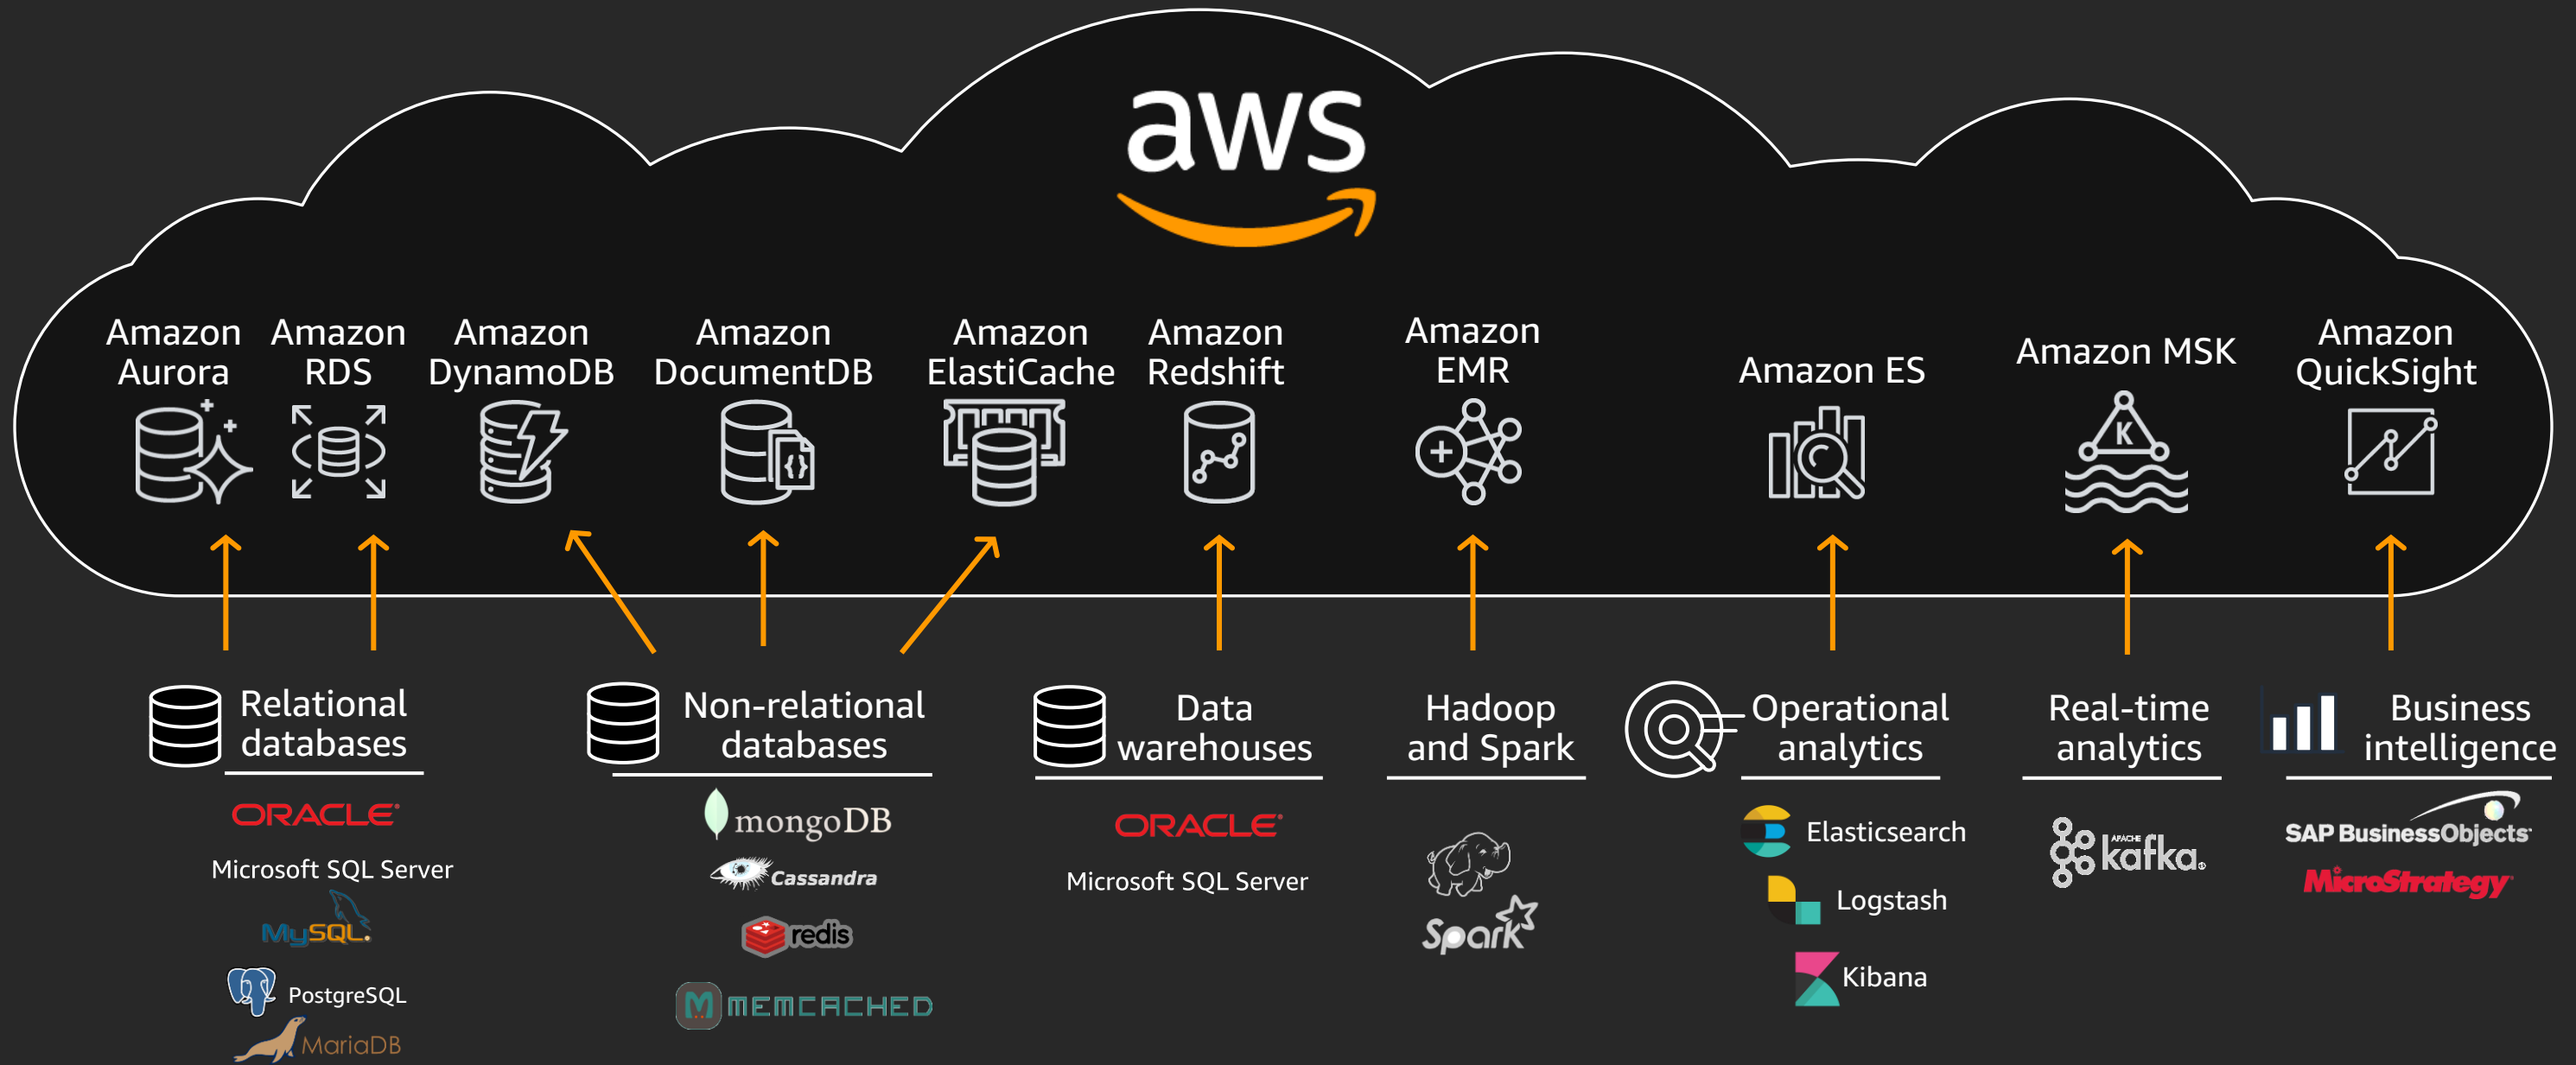 aws
Amazon
Aurora
Amazon
RDS
Amazon
DynamoDB
Amazon
DocumentDB
Amazon
ElastiCache
Amazon
Redshift
Amazon
EMR
Amazon ES
Amazon MSK
K
Amazon
QuickSight
Relational
databases
ORACLE
Microsoft SQL Server
MySQL.
PostgreSQL
MariaDB
Non-relational
databases
mongoDB
Cassandra
redis
M MEMCACHED
Data
warehouses
ORACLE
Microsoft SQL Server
Hadoop
and Spark
Spark
Operational
analytics
Elasticsearch
Logstash
Kibana
Real-time
analytics
APACHE
kafka
Business
intelligence
SAP BusinessObjects
MicroStrategy